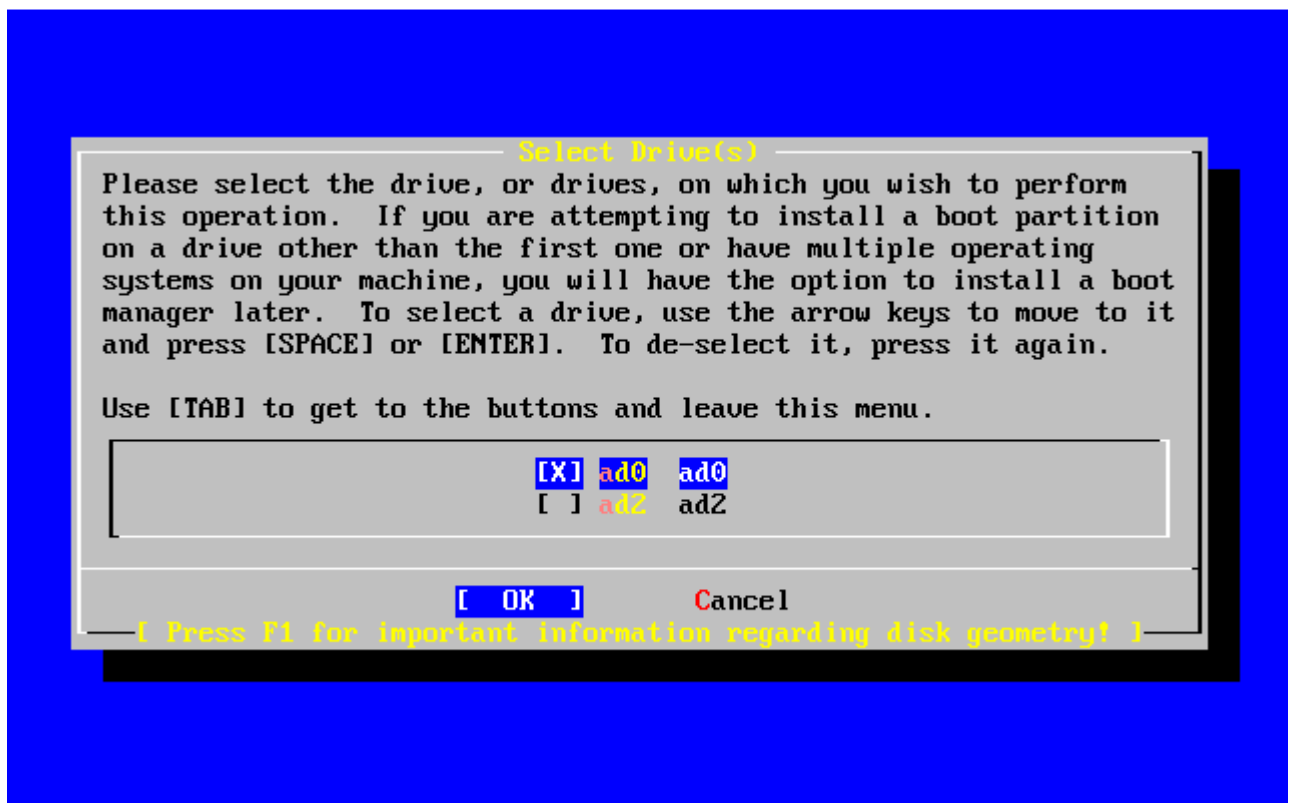 Select Drive(s)
Please select the drive, or drives, on which you wish to perform
this operation.  If you are attempting to install a boot partition
on a drive other than the first one or have multiple operating
systems on your machine, you will have the option to install a boot
manager later.  To select a drive, use the arrow keys to move to it
and press [SPACE] or [ENTER].  To de-select it, press it again.
Use [TAB] to get to the buttons and leave this menu.
[X] ad0  ad0
[ ] ad2  ad2
[  OK  ]       Cancel
[ Press F1 for important information regarding disk geometry! ]